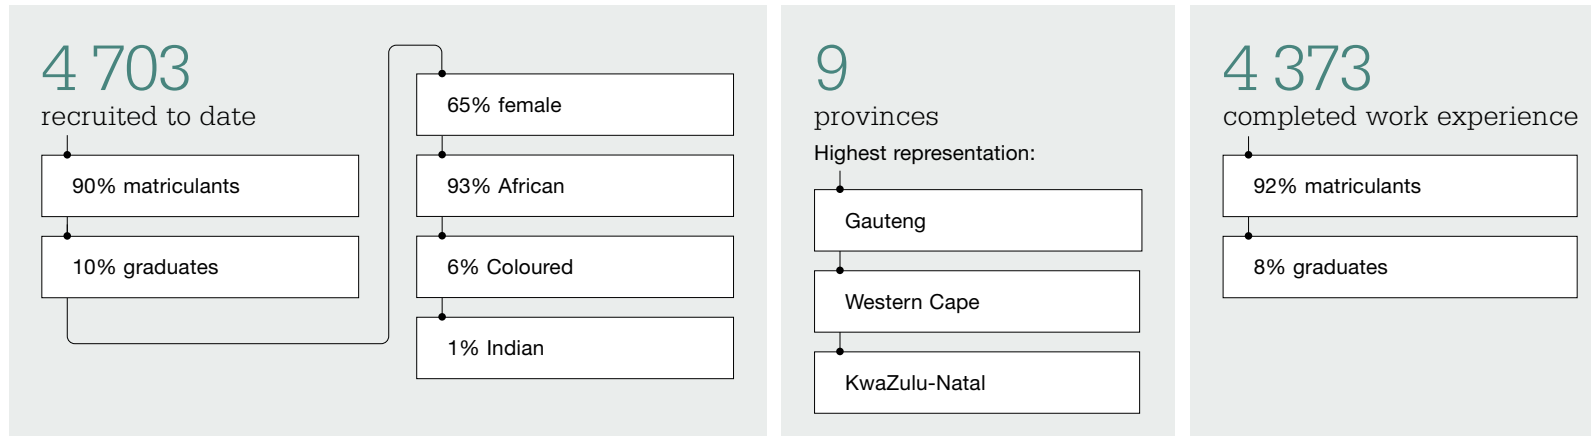 4 703
recruited to date
90% matriculants
10% graduates
65% female
93% African
6% Coloured
1% Indian
9
provinces
Highest representation:
Gauteng
Western Cape
KwaZulu-Natal
4 373
completed work experience
92% matriculants
8% graduates